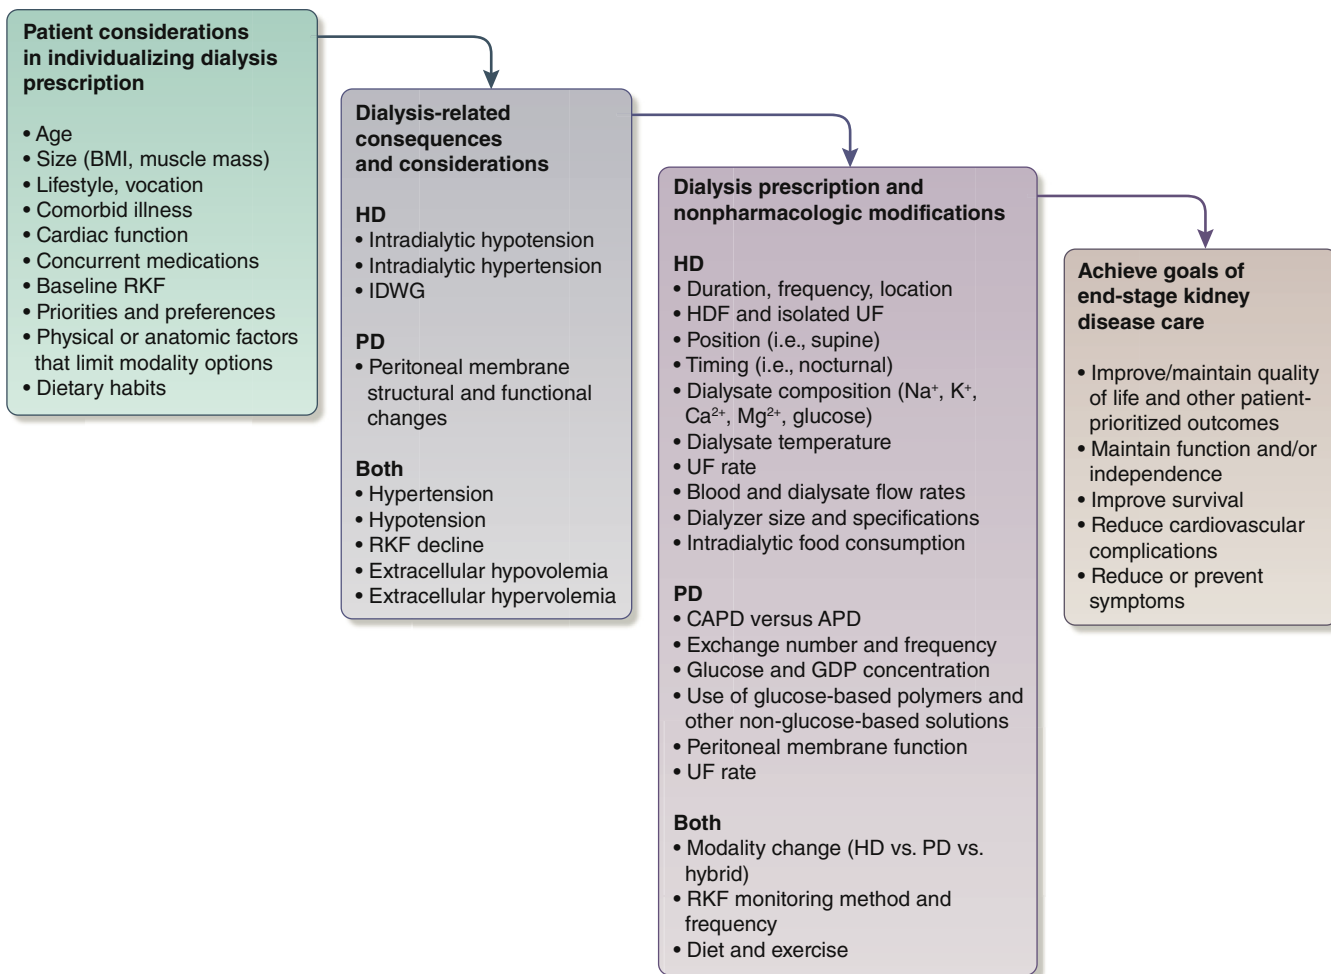 Patient considerations
in individualizing dialysis
prescription
• Age
• Size (BMI, muscle mass)
• Lifestyle, vocation
• Comorbid illness
• Cardiac function
• Concurrent medications
• Baseline RKF
• Priorities and preferences
• Physical or anatomic factors
that limit modality options
• Dietary habits
Dialysis-related
consequences
and considerations
HD
• Intradialytic hypotension
• Intradialytic hypertension
• IDWG
PD
• Peritoneal membrane
structural and functional
changes
Both
• Hypertension
• Hypotension
• RKF decline
• Extracellular hypovolemia
• Extracellular hypervolemia
Dialysis prescription and
nonpharmacologic modifications
HD
• Duration, frequency, location
• HDF and isolated UF
• Position (i.e., supine)
• Timing (i.e., nocturnal)
• Dialysate composition (Na⁺, K⁺,
Ca²⁺, Mg²⁺, glucose)
• Dialysate temperature
• UF rate
• Blood and dialysate flow rates
• Dialyzer size and specifications
• Intradialytic food consumption
PD
• CAPD versus APD
• Exchange number and frequency
• Glucose and GDP concentration
• Use of glucose-based polymers and
other non-glucose-based solutions
• Peritoneal membrane function
• UF rate
Both
• Modality change (HD vs. PD vs.
hybrid)
• RKF monitoring method and
frequency
• Diet and exercise
Achieve goals of
end-stage kidney
disease care
• Improve/maintain quality
of life and other patient-
prioritized outcomes
• Maintain function and/or
independence
• Improve survival
• Reduce cardiovascular
complications
• Reduce or prevent
symptoms